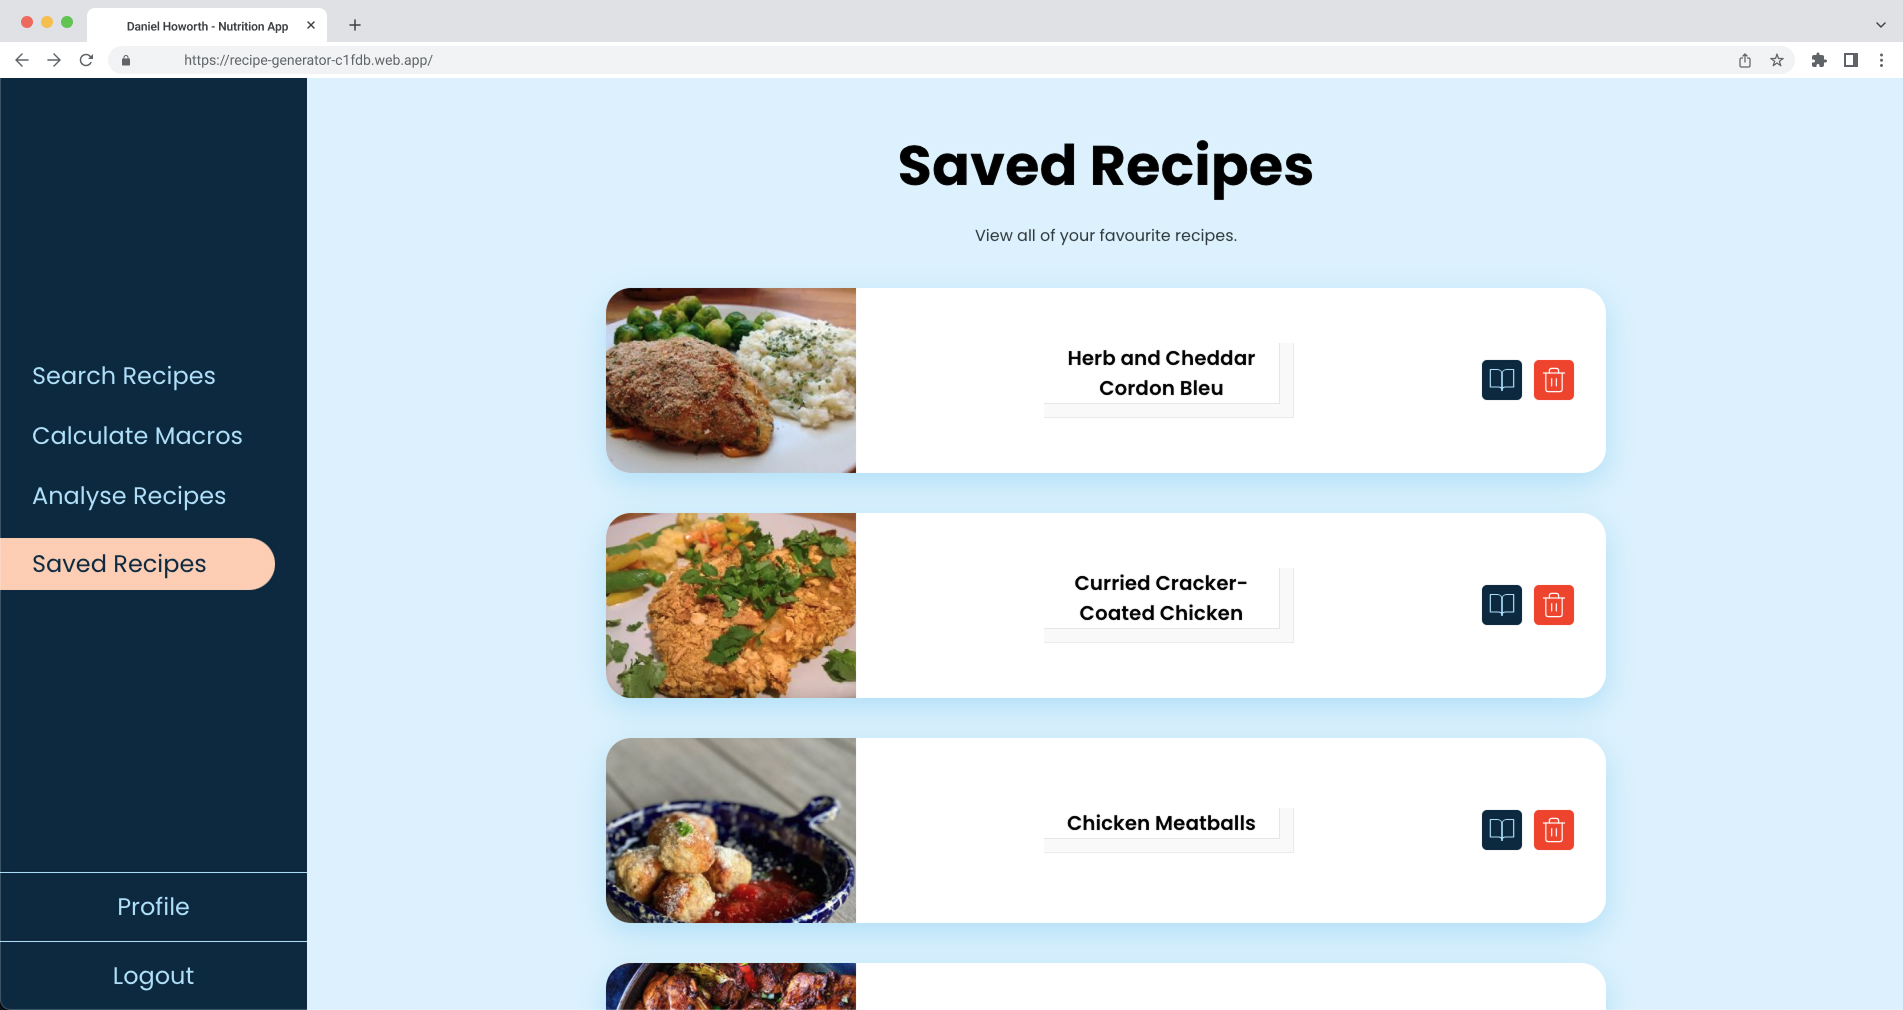 Daniel Howorth - Nutrition App
https://recipe-generator-c1fdb.web.app/
Search Recipes
Calculate Macros
Analyse Recipes
Saved Recipes
Profile
Logout
Saved Recipes
View all of your favourite recipes.
Herb and Cheddar
Cordon Bleu
Curried Cracker-
Coated Chicken
Chicken Meatballs